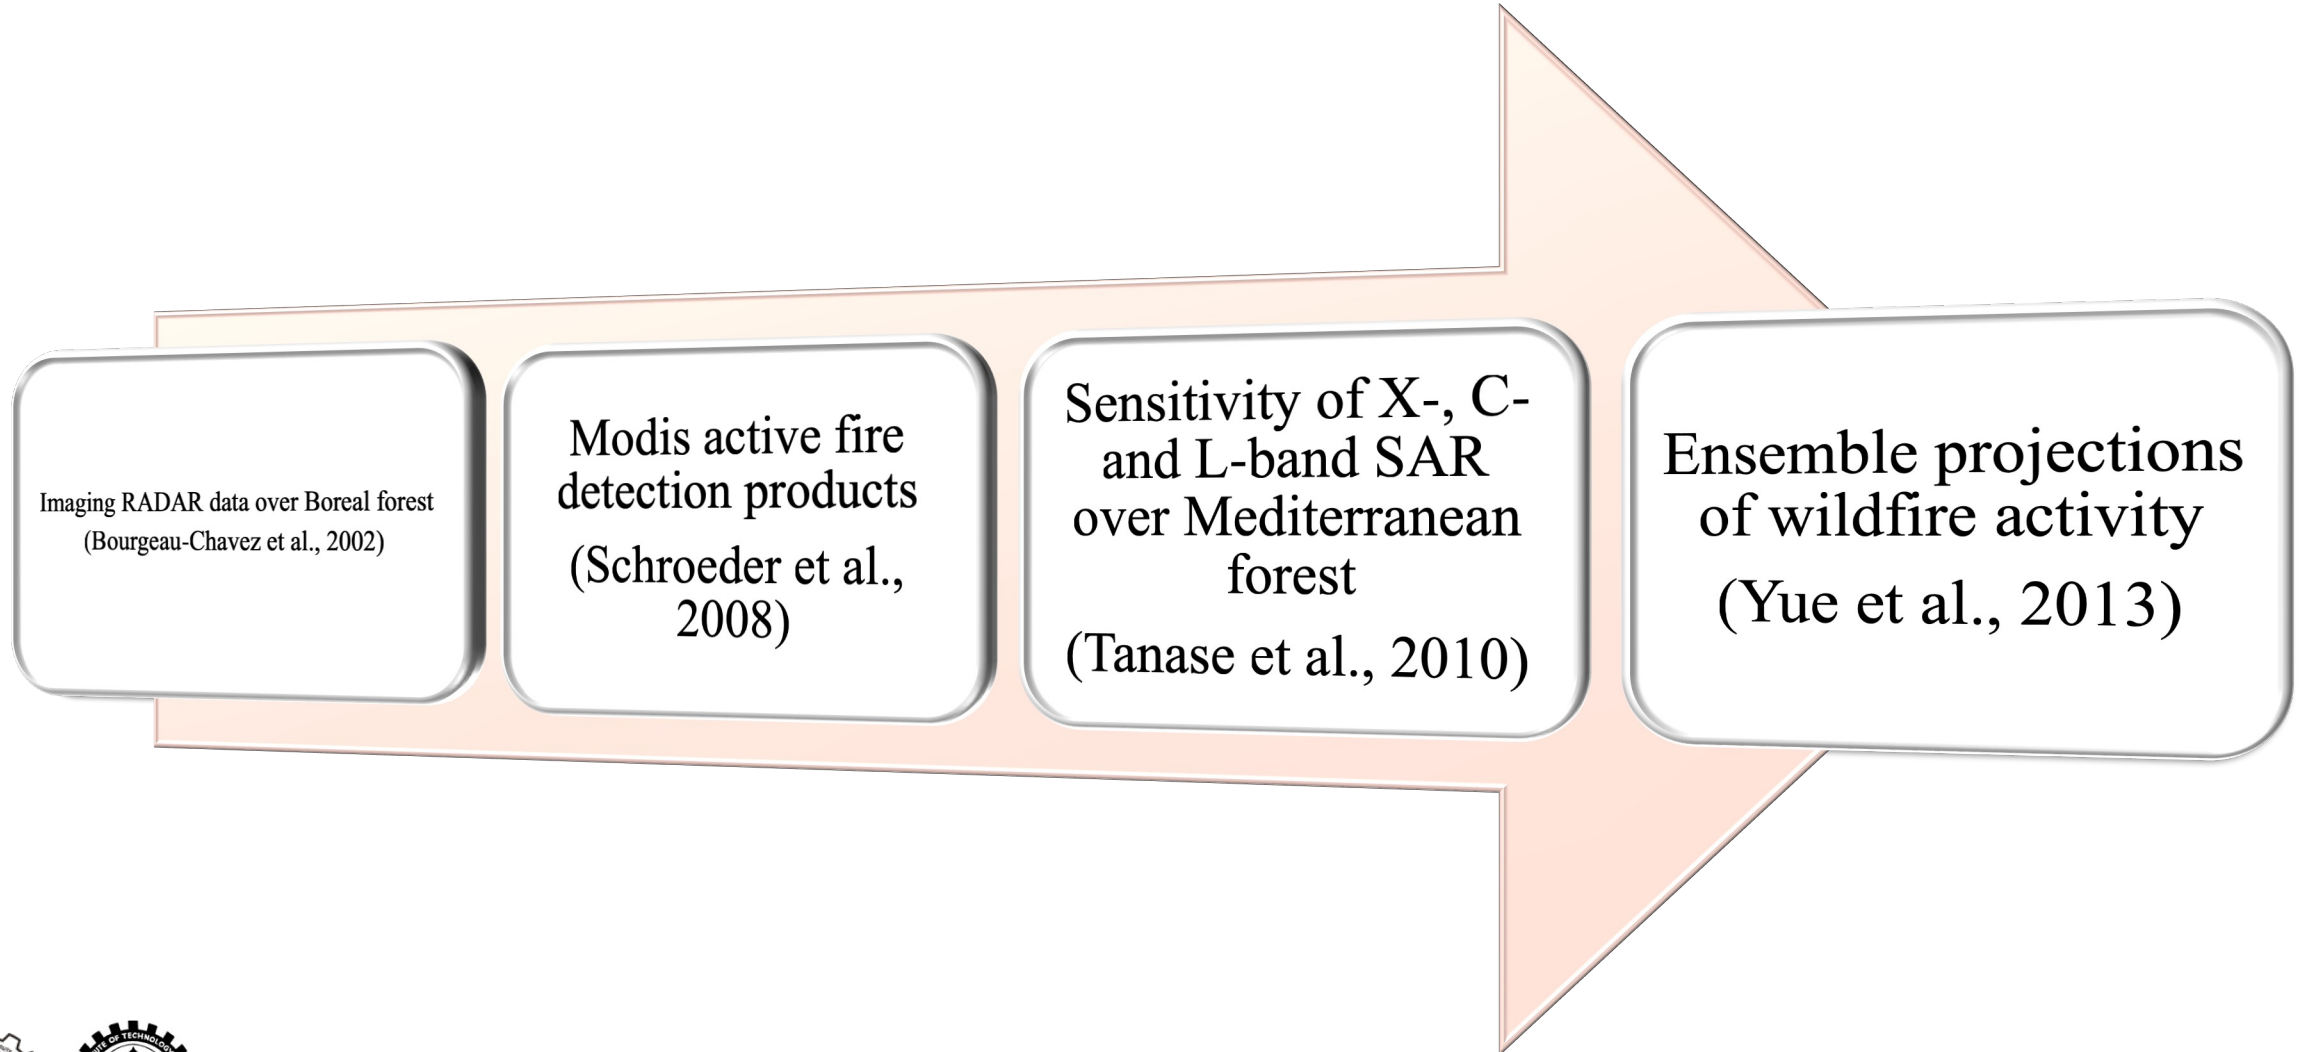 Imaging RADAR data over Boreal forest
(Bourgeau-Chavez et al., 2002)
Modis active fire
detection products
(Schroeder et al.,
2008)
Sensitivity of X-, C-
and L-band SAR
over Mediterranean
forest
(Tanase et al., 2010)
Ensemble projections
of wildfire activity
(Yue et al., 2013)
OF TECHNOLOGY